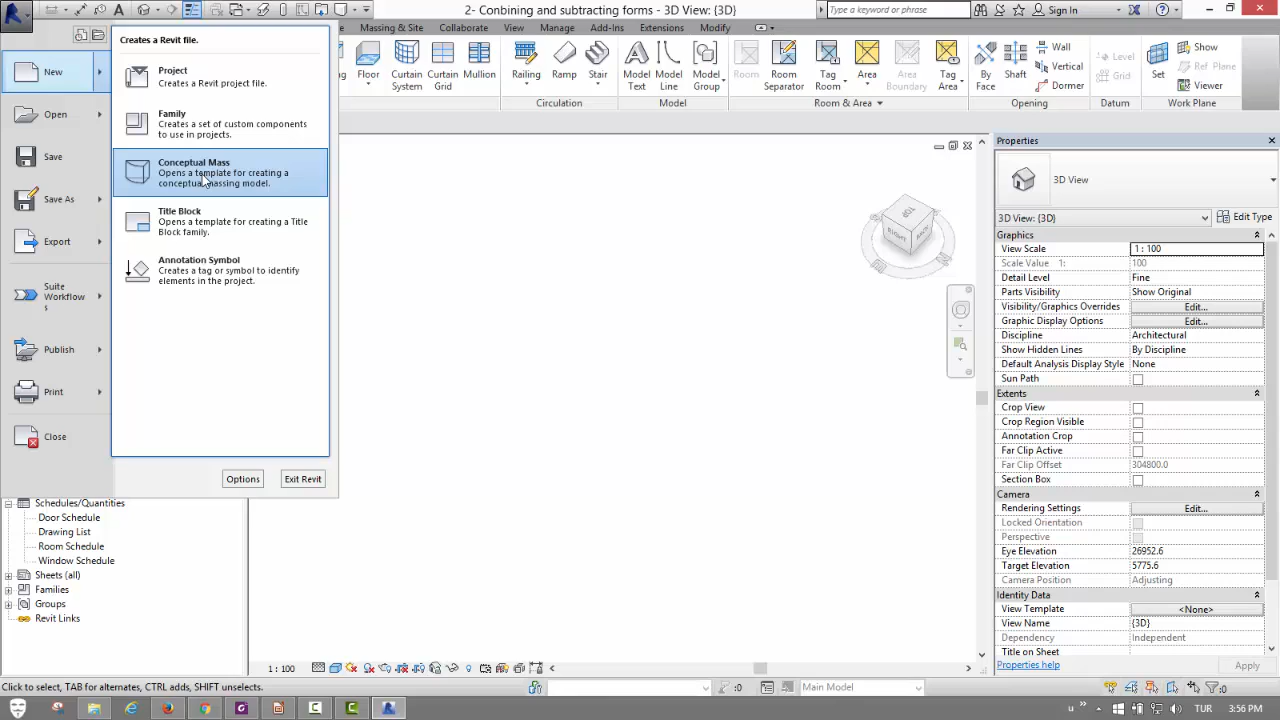 2- Conbining and subtracting forms - 3D View: {3D}
Type a keyword or phrase
Sign In
Massing & Site
Collaborate
View
Manage
Add-Ins
Extensions
Modify
Floor
Curtain System
Curtain Grid
Mullion
Railing
Ramp
Stair
Model Text
Model Line
Model Group
Room
Room Separator
Tag Room
Area
Area Boundary
Tag Area
By Face
Shaft
Wall
Vertical
Dormer
Level
Grid
Set
Show
Ref Plane
Viewer
Circulation
Model
Room & Area
Opening
Datum
Work Plane
New
Open
Save
Save As
Export
Suite Workflows
Publish
Print
Close
Creates a Revit file.
Project
Creates a Revit project file.
Family
Creates a set of custom components
to use in projects.
Conceptual Mass
Opens a template for creating a
conceptual massing model.
Title Block
Opens a template for creating a Title
Block family.
Annotation Symbol
Creates a tag or symbol to identify
elements in the project.
Options
Exit Revit
Schedules/Quantities
Door Schedule
Drawing List
Room Schedule
Window Schedule
Sheets (all)
Families
Groups
Revit Links
TOP
RIGHT
BACK
Properties
3D View
3D View: {3D}
Edit Type
Graphics
View Scale 1 : 100
Scale Value 1: 100
Detail Level Fine
Parts Visibility Show Original
Visibility/Graphics Overrides Edit...
Graphic Display Options Edit...
Discipline Architectural
Show Hidden Lines By Discipline
Default Analysis Display Style None
Sun Path
Extents
Crop View
Crop Region Visible
Annotation Crop
Far Clip Active
Far Clip Offset 304800.0
Section Box
Camera
Rendering Settings Edit...
Locked Orientation
Perspective
Eye Elevation 26952.6
Target Elevation 5775.6
Camera Position Adjusting
Identity Data
View Template <None>
View Name {3D}
Dependency Independent
Title on Sheet
Properties help
Apply
1 : 100
Click to select, TAB for alternates, CTRL adds, SHIFT unselects.
:0
Main Model
:0
u
TUR
3:56 PM